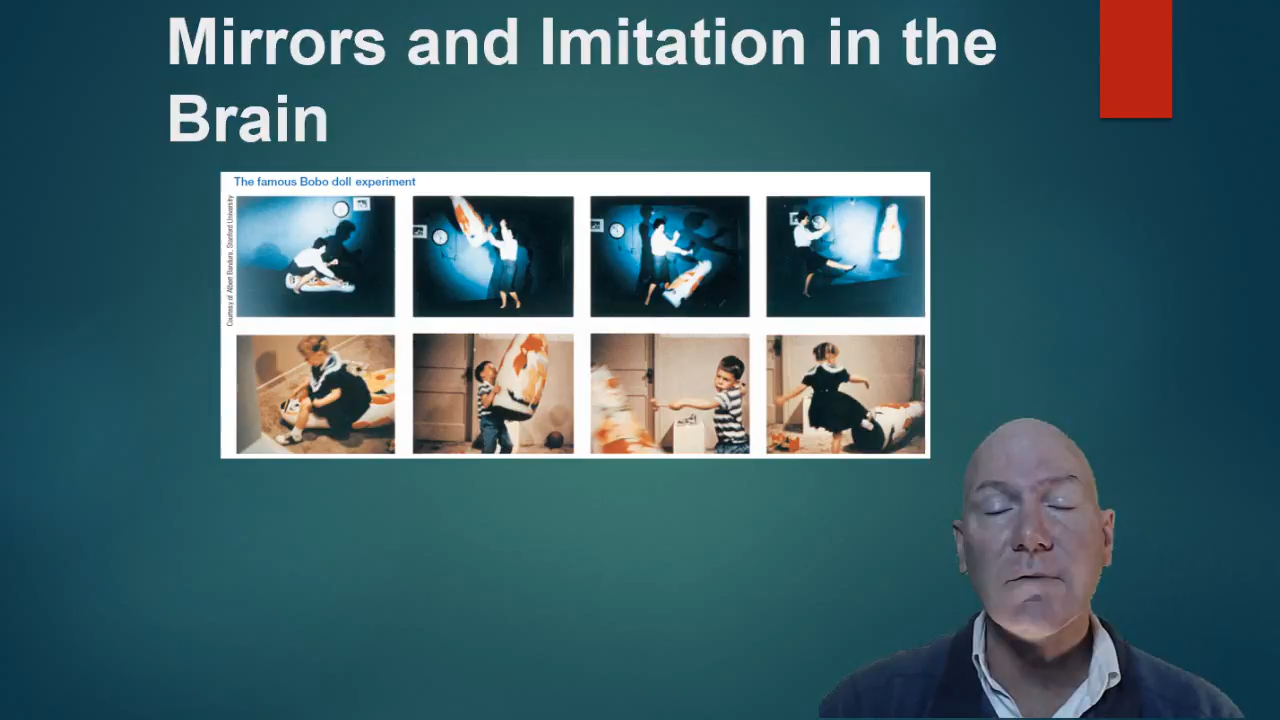 Mirrors and Imitation in the
Brain
The famous Bobo doll experiment
Courtesy of Albert Bandura, Stanford University